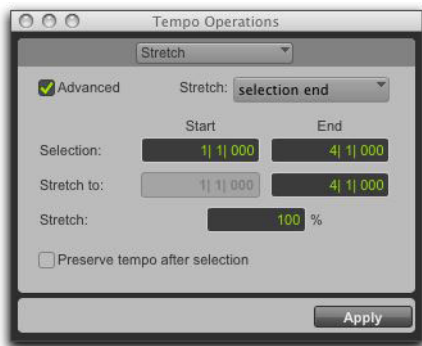 Tempo Operations
Stretch
Advanced Stretch: selection end
Start End
Selection: 1| 1| 000 4| 1| 000
Stretch to: 1| 1| 000 4| 1| 000
Stretch: 100 %
Preserve tempo after selection
Apply